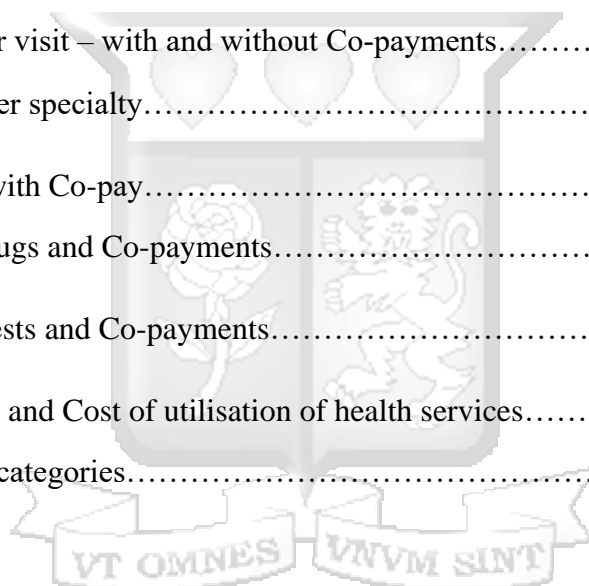 r visit – with and without Co-payments………
er specialty……………………………………………
vith Co-pay……………………………………………
ugs and Co-payments………………………………
ests and Co-payments………………………………
and Cost of utilisation of health services……
categories………………………………………………
VT OMNES VNVM SINT